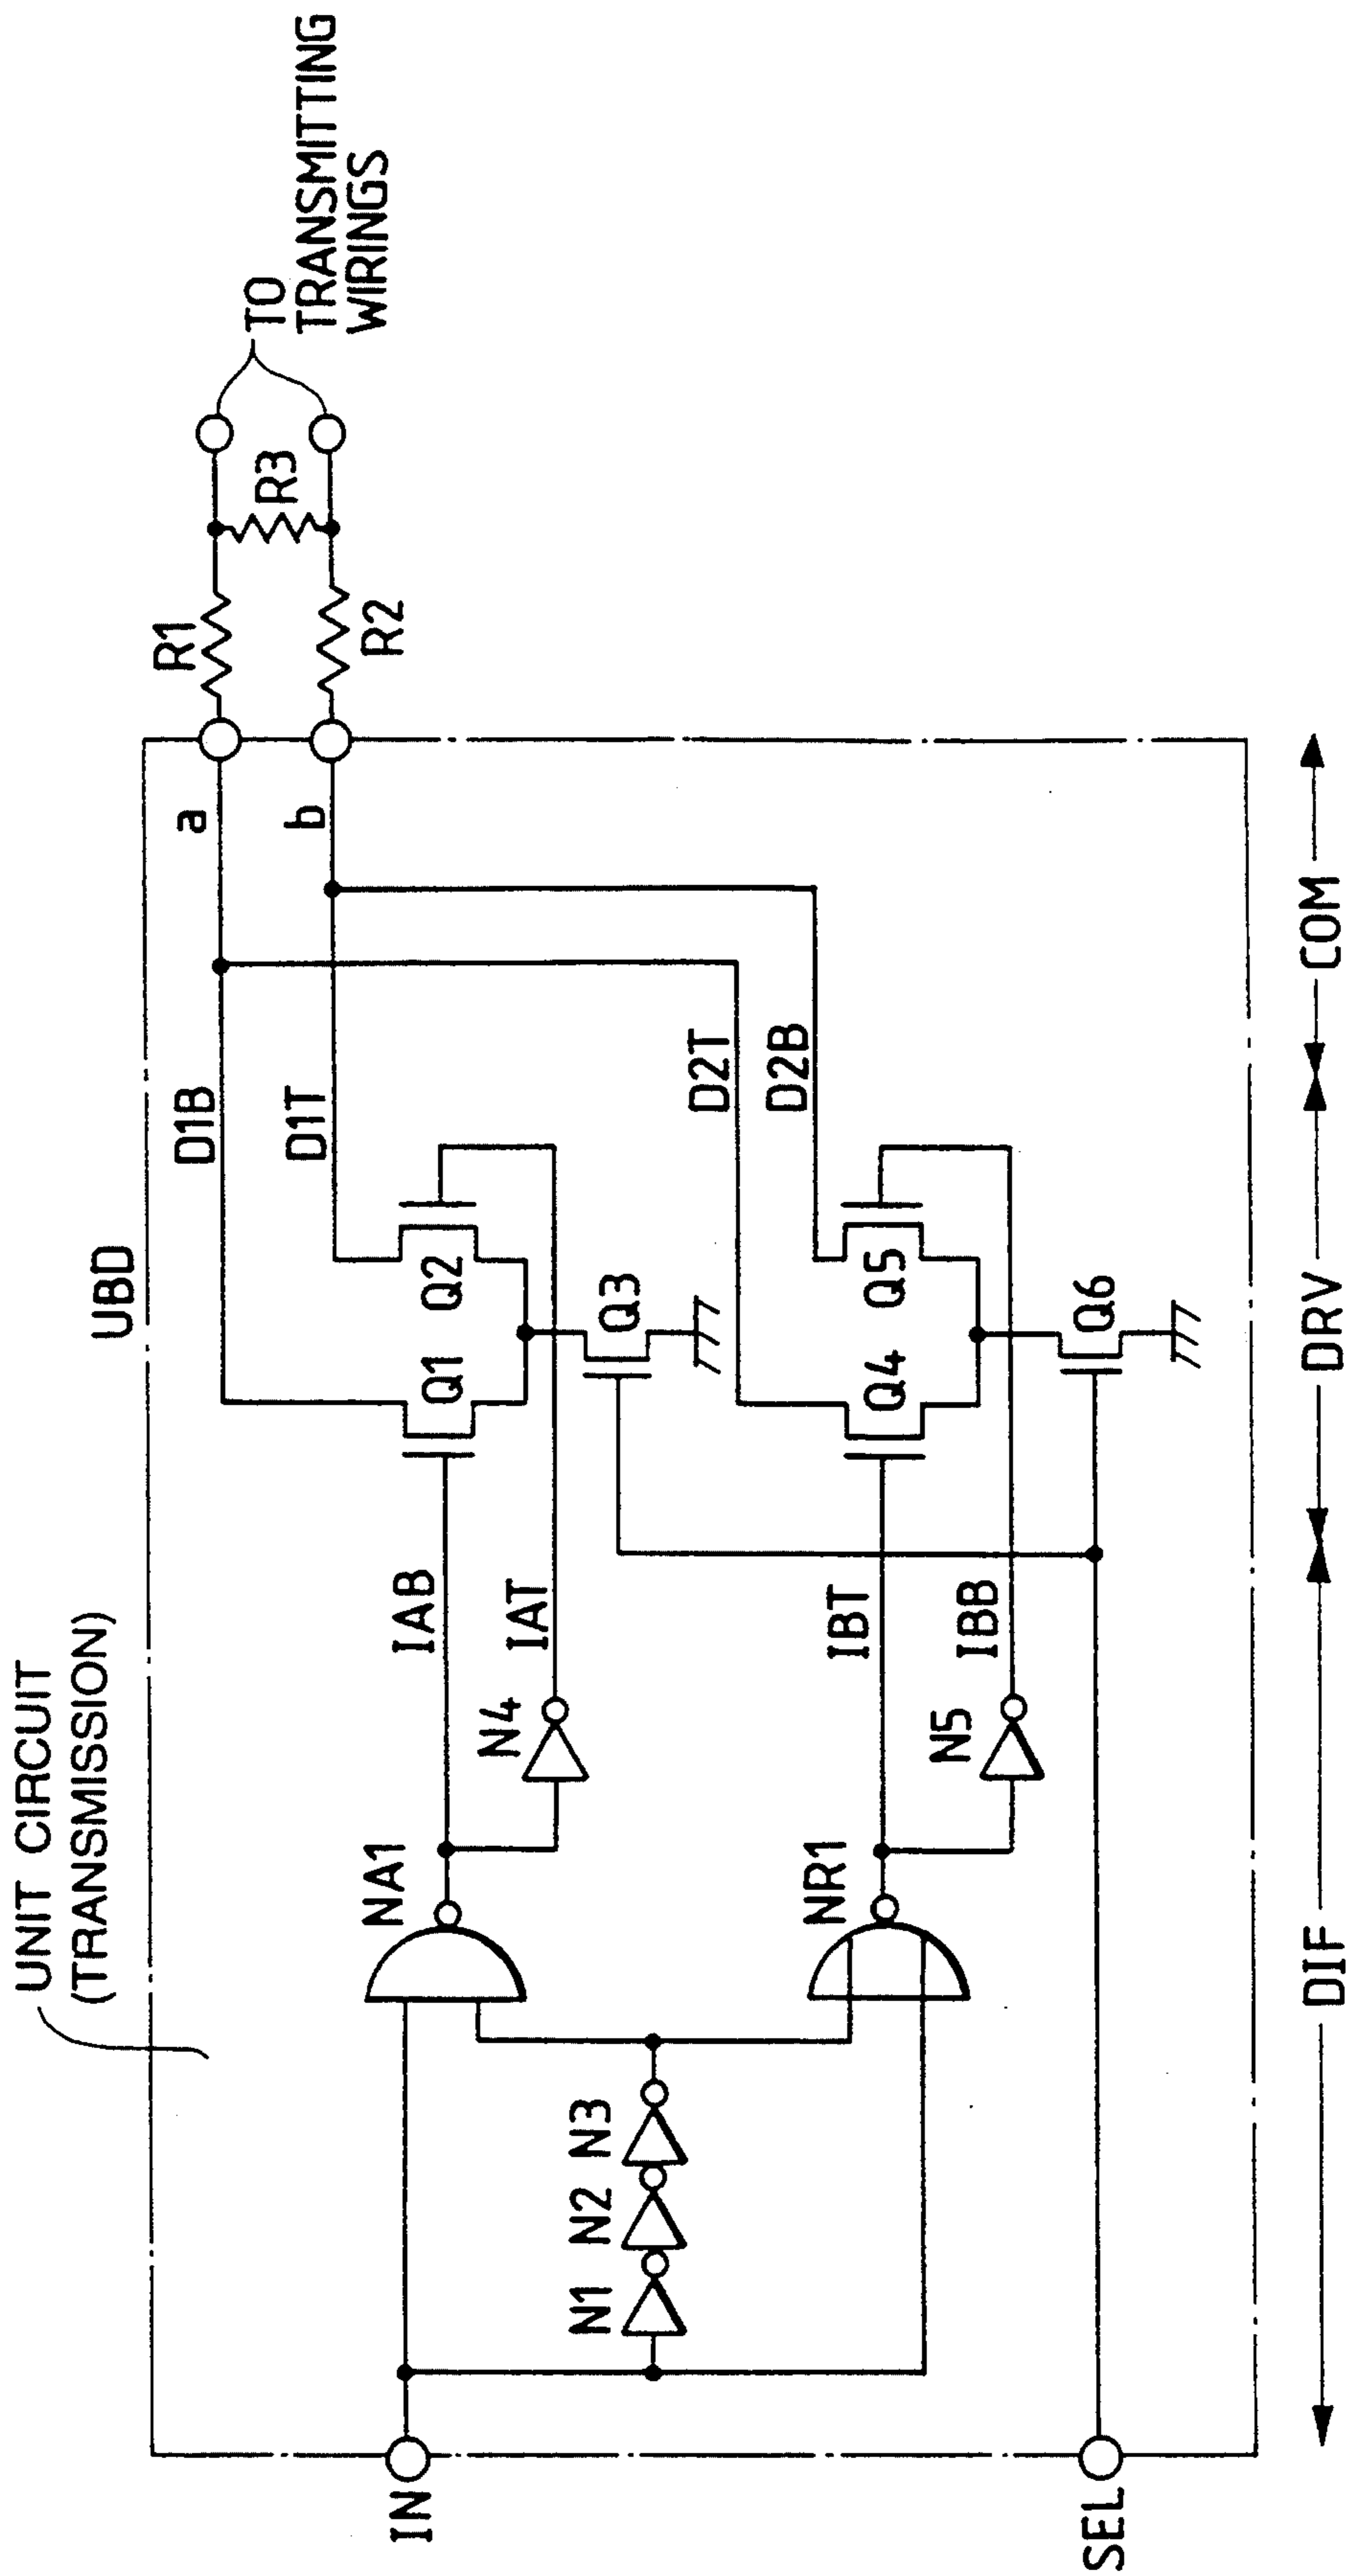 UNIT CIRCUIT
(TRANSMISSION)
UBD
TO
TRANSMITTING
WIRINGS
R1
R3
R2
a
b
D1B
D1T
Q1
Q2
Q3
D2T
D2B
Q4
Q5
Q6
IAB
IAT
IBT
IBB
NA1
N4
NR1
N5
N1
N2
N3
IN
SEL
DIF
DRV
COM